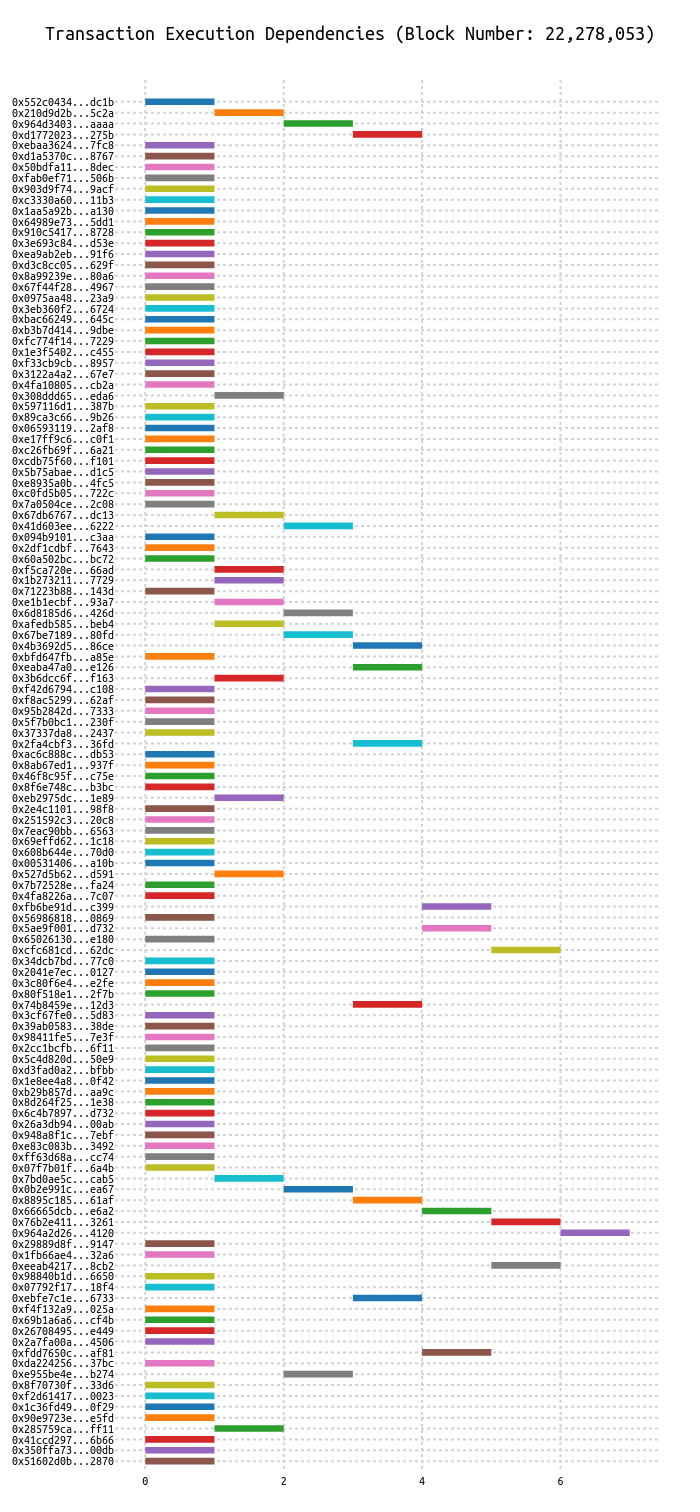 Transaction Execution Dependencies (Block Number: 22,278,053)
0x552c0434...dc1b
0x210d9d2b...5c2a
0x964d3403...aaaa
0xd1772023...275b
0xebaa3624...7fc8
0xd1a5370c...8767
0x50bdfa11...8dec
0xfab0ef71...506b
0x903d9f74...9acf
0xc3330a60...11b3
0x1aa5a92b...a130
0x64989e73...5dd1
0x910c5417...8728
0x3e693c84...d53e
0xea9ab2eb...91f6
0xd3c8cc05...629f
0x8a99239e...80a6
0x67f44f28...4967
0x0975aa48...23a9
0x3eb360f2...6724
0xbac66249...645c
0xb3b7d414...9dbe
0xfc774f14...7229
0x1e3f5402...c455
0xf33cb9cb...8957
0x3122a4a2...67e7
0x4fa10805...cb2a
0x308ddd65...eda6
0x597116d1...387b
0x89ca3c66...9b26
0x06593119...2af8
0xe17ff9c6...c0f1
0xc26fb69f...6a21
0xcdb75f60...f101
0x5b75abae...d1c5
0xe8935a0b...4fc5
0xc0fd5b05...722c
0x7a0504ce...2c08
0x67db6767...dc13
0x41d603ee...6222
0x094b9101...c3aa
0x2df1cdbf...7643
0x60a502bc...bc72
0xf5ca720e...66ad
0x1b273211...7729
0x71223b88...143d
0xe1b1ecbf...93a7
0x6d8185d6...426d
0xafedb585...beb4
0x67be7189...80fd
0x4b3692d5...86ce
0xbfd647fb...a85e
0xeaba47a0...e126
0x3b6dcc6f...f163
0xf42d6794...c108
0xf8ac5299...62af
0x95b2842d...7333
0x5f7b0bc1...230f
0x37337da8...2437
0x2fa4cbf3...36fd
0xac6c888c...db53
0x8ab67ed1...937f
0x46f8c95f...c75e
0x8f6e748c...b3bc
0xeb2975dc...1e89
0x2e4c1101...98f8
0x251592c3...20c8
0x7eac90bb...6563
0x69effd62...1c18
0x608b644e...70d0
0x00531406...a10b
0x527d5b62...d591
0x7b72528e...fa24
0x4fa8226a...7c07
0xfb6be91d...c399
0x56986818...0869
0x5ae9f001...d732
0x65026130...e180
0xcfc681cd...62dc
0x34dcb7bd...77c0
0x2041e7ec...0127
0x3c80f6e4...e2fe
0x80f518e1...2f7b
0x74b8459e...12d3
0x3cf67fe0...5d83
0x39ab0583...38de
0x98411fe5...7e3f
0x2cc1bcfb...6f11
0x5c4d820d...50e9
0xd3fad0a2...bfbb
0x1e8ee4a8...0f42
0xb29b857d...aa9c
0x8d264f25...1e38
0x6c4b7897...d732
0x26a3db94...00ab
0x948a8f1c...7ebf
0xe83c083b...3492
0xff63d68a...cc74
0x07f7b01f...6a4b
0x7bd0ae5c...cab5
0x0b2e991c...ea67
0x8895c185...61af
0x66665dcb...e6a2
0x76b2e411...3261
0x964a2d26...4120
0x29889d8f...9147
0x1fb66ae4...32a6
0xeeab4217...8cb2
0x98840b1d...6650
0x07792f17...18f4
0xebfe7c1e...6733
0xf4f132a9...025a
0x69b1a6a6...cf4b
0x26708495...e449
0x2a7fa00a...4506
0xfdd7650c...af81
0xda224256...37bc
0xe955be4e...b274
0x8f70730f...33d6
0xf2d61417...0023
0x1c36fd49...0f29
0x90e9723e...e5fd
0x285759ca...ff11
0x41ccd297...6b66
0x350ffa73...00db
0x51602d0b...2870
0 2 4 6